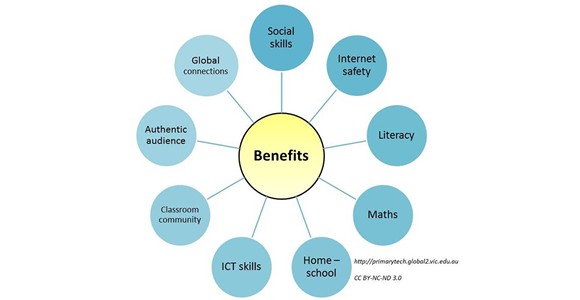 Social
skills
Internet
safety
Literacy
Maths
Home –
school
ICT skills
Classroom
community
Authentic
audience
Global
connections
Benefits
http://primarytech.global2.vic.edu.au
CC BY-NC-ND 3.0